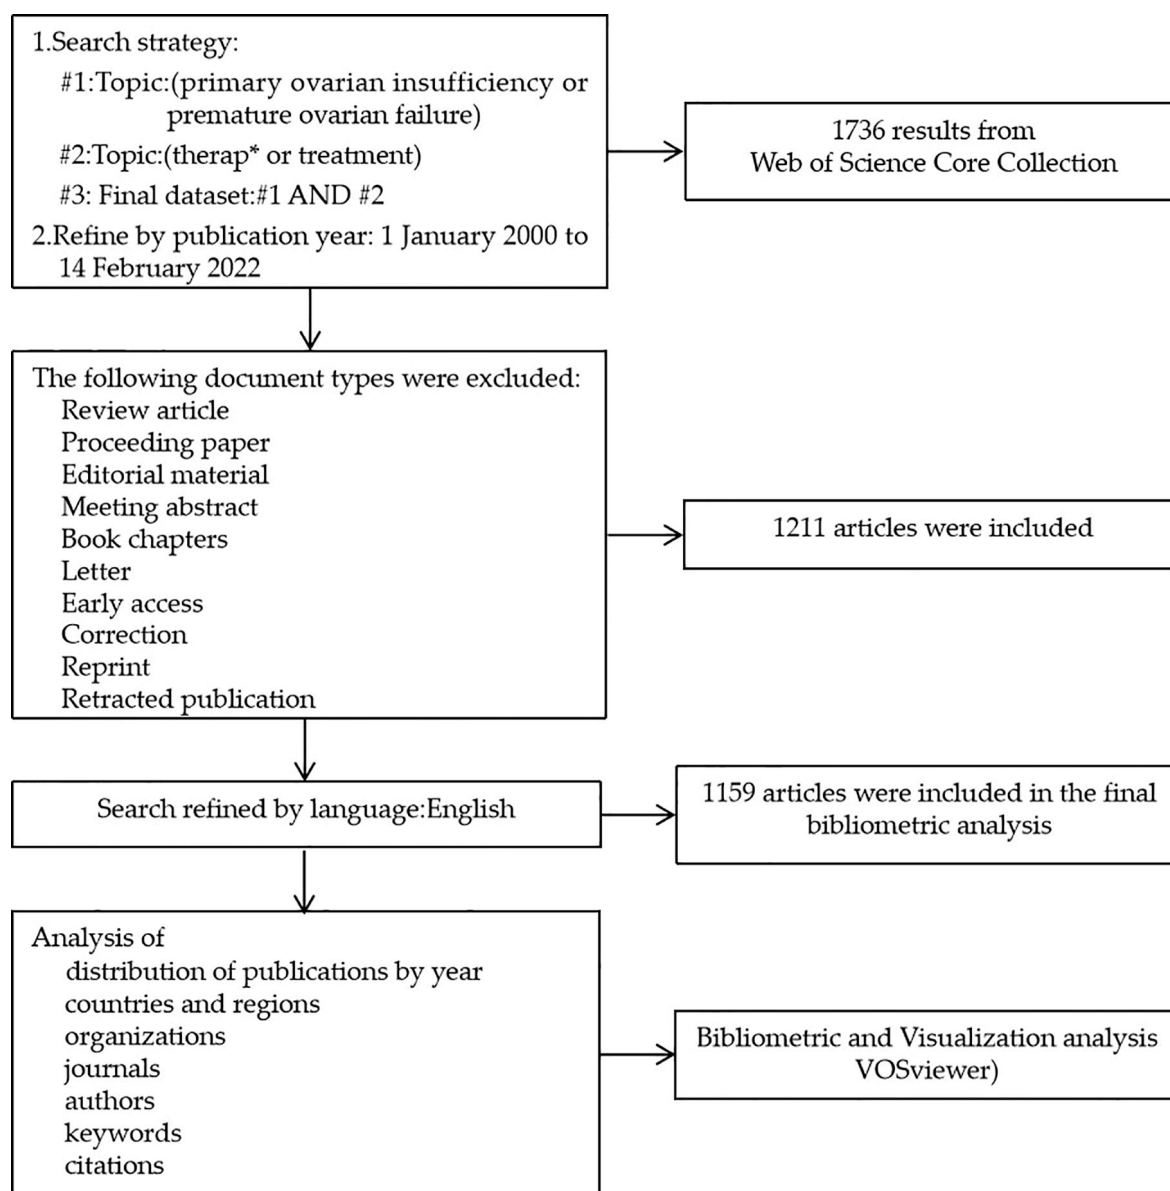 1.Search strategy:
#1:Topic:(primary ovarian insufficiency or
premature ovarian failure)
#2:Topic:(therap* or treatment)
#3: Final dataset:#1 AND #2
2.Refine by publication year: 1 January 2000 to
14 February 2022
1736 results from
Web of Science Core Collection
The following document types were excluded:
Review article
Proceeding paper
Editorial material
Meeting abstract
Book chapters
Letter
Early access
Correction
Reprint
Retracted publication
1211 articles were included
Search refined by language:English
1159 articles were included in the final
bibliometric analysis
Analysis of
distribution of publications by year
countries and regions
organizations
journals
authors
keywords
citations
Bibliometric and Visualization analysis
VOSviewer)